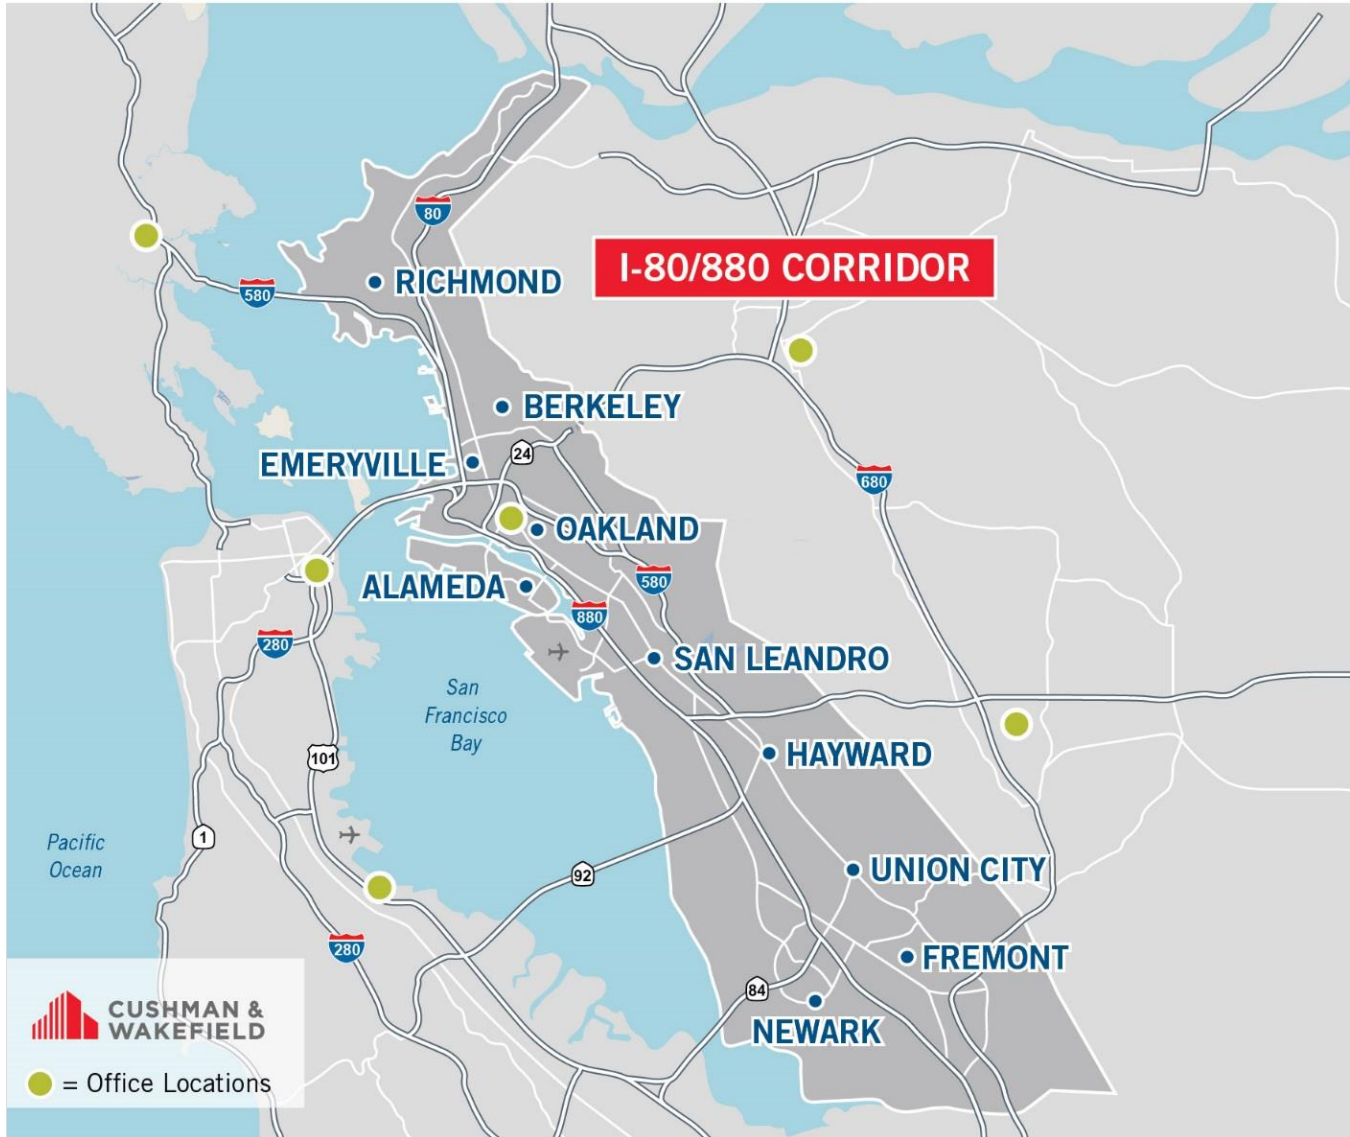 80
I-80/880 CORRIDOR
RICHMOND
580
BERKELEY
24
EMERYVILLE
680
OAKLAND
ALAMEDA
580
880
280
SAN LEANDRO
San
Francisco
Bay
HAYWARD
101
1
Pacific
Ocean
92
UNION CITY
280
FREMONT
84
NEWARK
CUSHMAN &
WAKEFIELD
= Office Locations